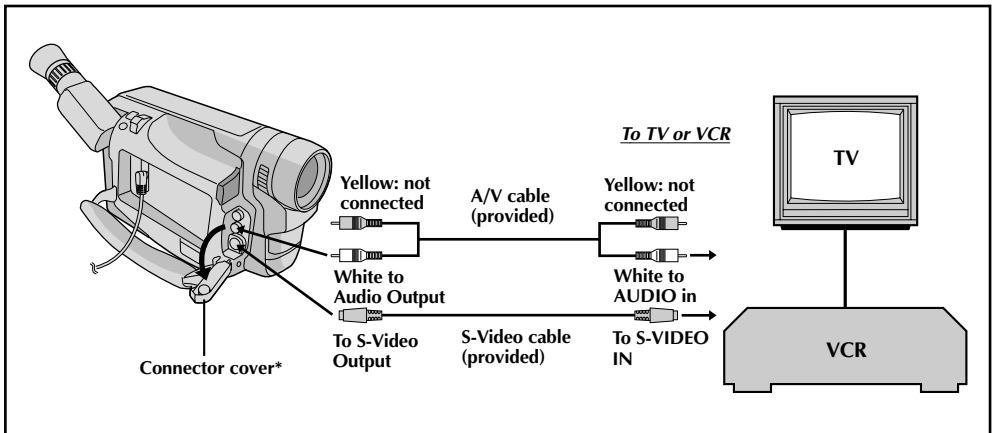 To TV or VCR
TV
Yellow: not
connected
A/V cable
(provided)
Yellow: not
connected
White to
Audio Output
White to
AUDIO in
To S-Video
Output
S-Video cable
(provided)
To S-VIDEO
IN
Connector cover*
VCR